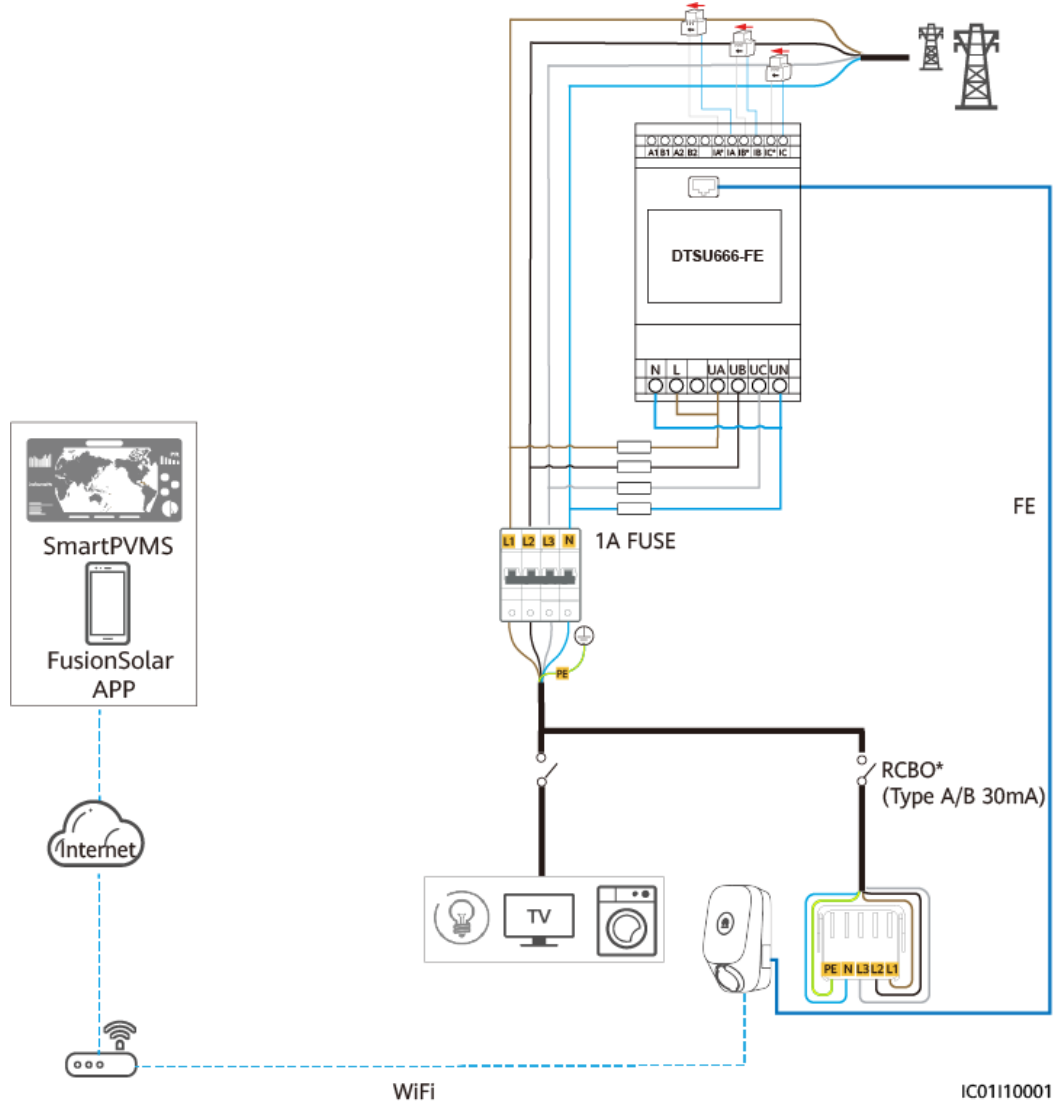 A1 B1 A2 B2 IA* IA IB* IB IC* IC
DTSU666-FE
N L UA UB UC UN
FE
L1 L2 L3 N
1A FUSE
PE
SmartPVMS
FusionSolar
APP
Internet
RCBO*
(Type A/B 30mA)
TV
PE N L3 L2 L1
WiFi
IC01I10001